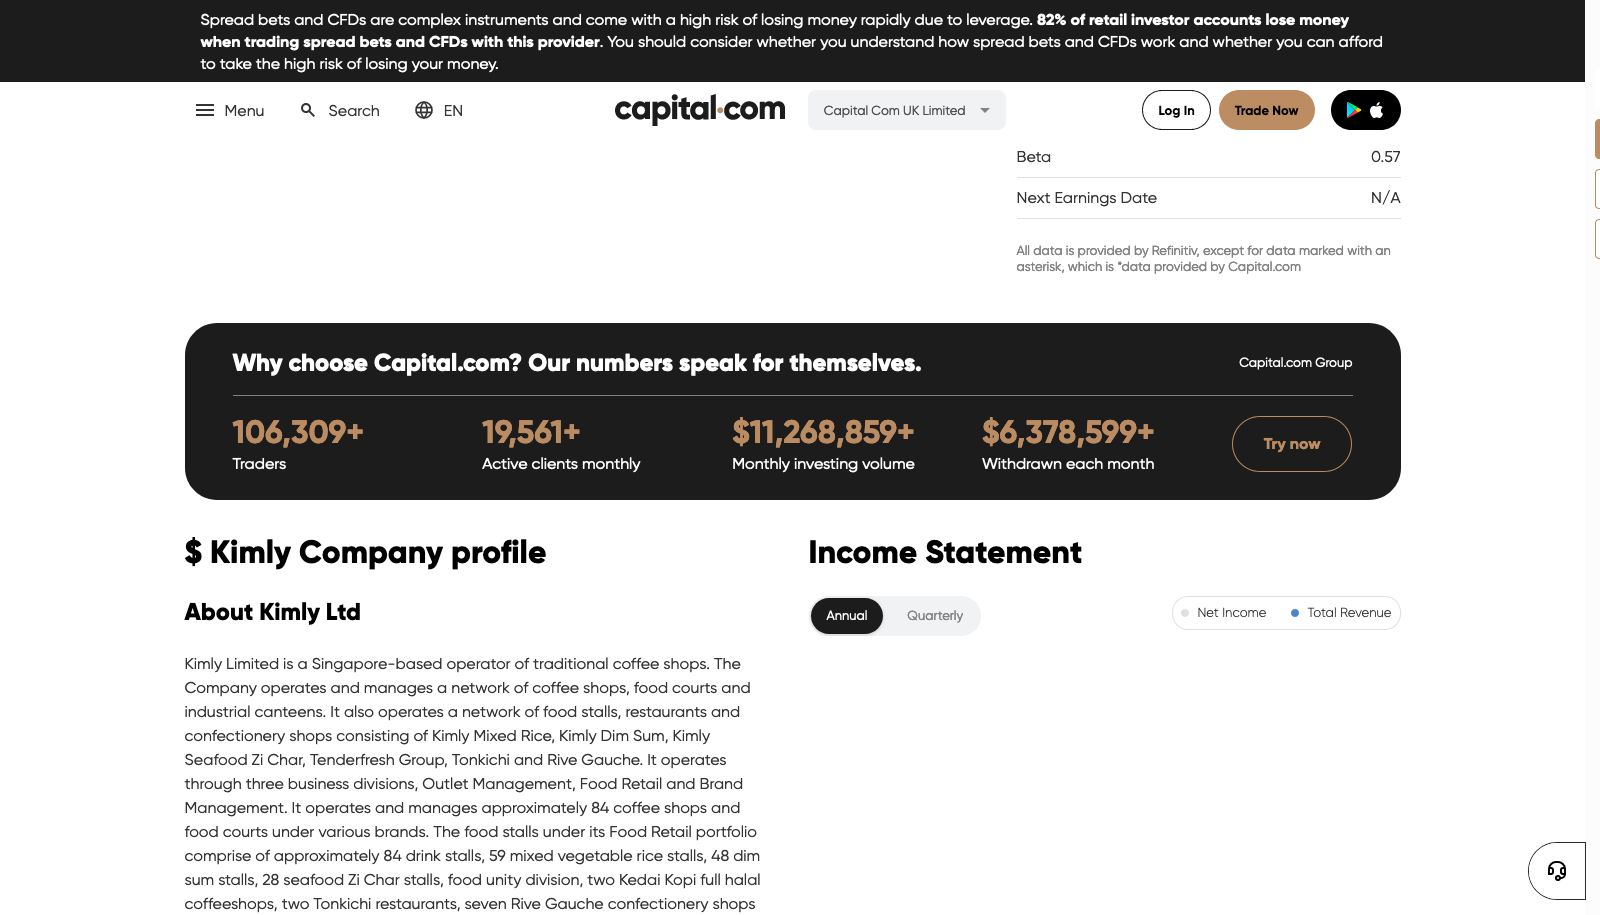 Spread bets and CFDs are complex instruments and come with a high risk of losing money rapidly due to leverage. 82% of retail investor accounts lose money
when trading spread bets and CFDs with this provider. You should consider whether you understand how spread bets and CFDs work and whether you can afford
to take the high risk of losing your money.
Menu
Search
EN
capital.com
Capital Com UK Limited
Log In
Trade Now
Beta 0.57
Next Earnings Date N/A
All data is provided by Refinitiv, except for data marked with an
asterisk, which is *data provided by Capital.com
Why choose Capital.com? Our numbers speak for themselves.
Capital.com Group
106,309+
Traders
19,561+
Active clients monthly
$11,268,859+
Monthly investing volume
$6,378,599+
Withdrawn each month
Try now
$ Kimly Company profile
About Kimly Ltd
Kimly Limited is a Singapore-based operator of traditional coffee shops. The
Company operates and manages a network of coffee shops, food courts and
industrial canteens. It also operates a network of food stalls, restaurants and
confectionery shops consisting of Kimly Mixed Rice, Kimly Dim Sum, Kimly
Seafood Zi Char, Tenderfresh Group, Tonkichi and Rive Gauche. It operates
through three business divisions, Outlet Management, Food Retail and Brand
Management. It operates and manages approximately 84 coffee shops and
food courts under various brands. The food stalls under its Food Retail portfolio
comprise of approximately 84 drink stalls, 59 mixed vegetable rice stalls, 48 dim
sum stalls, 28 seafood Zi Char stalls, food unity division, two Kedai Kopi full halal
coffeeshops, two Tonkichi restaurants, seven Rive Gauche confectionery shops
Income Statement
Annual
Quarterly
Net Income
Total Revenue